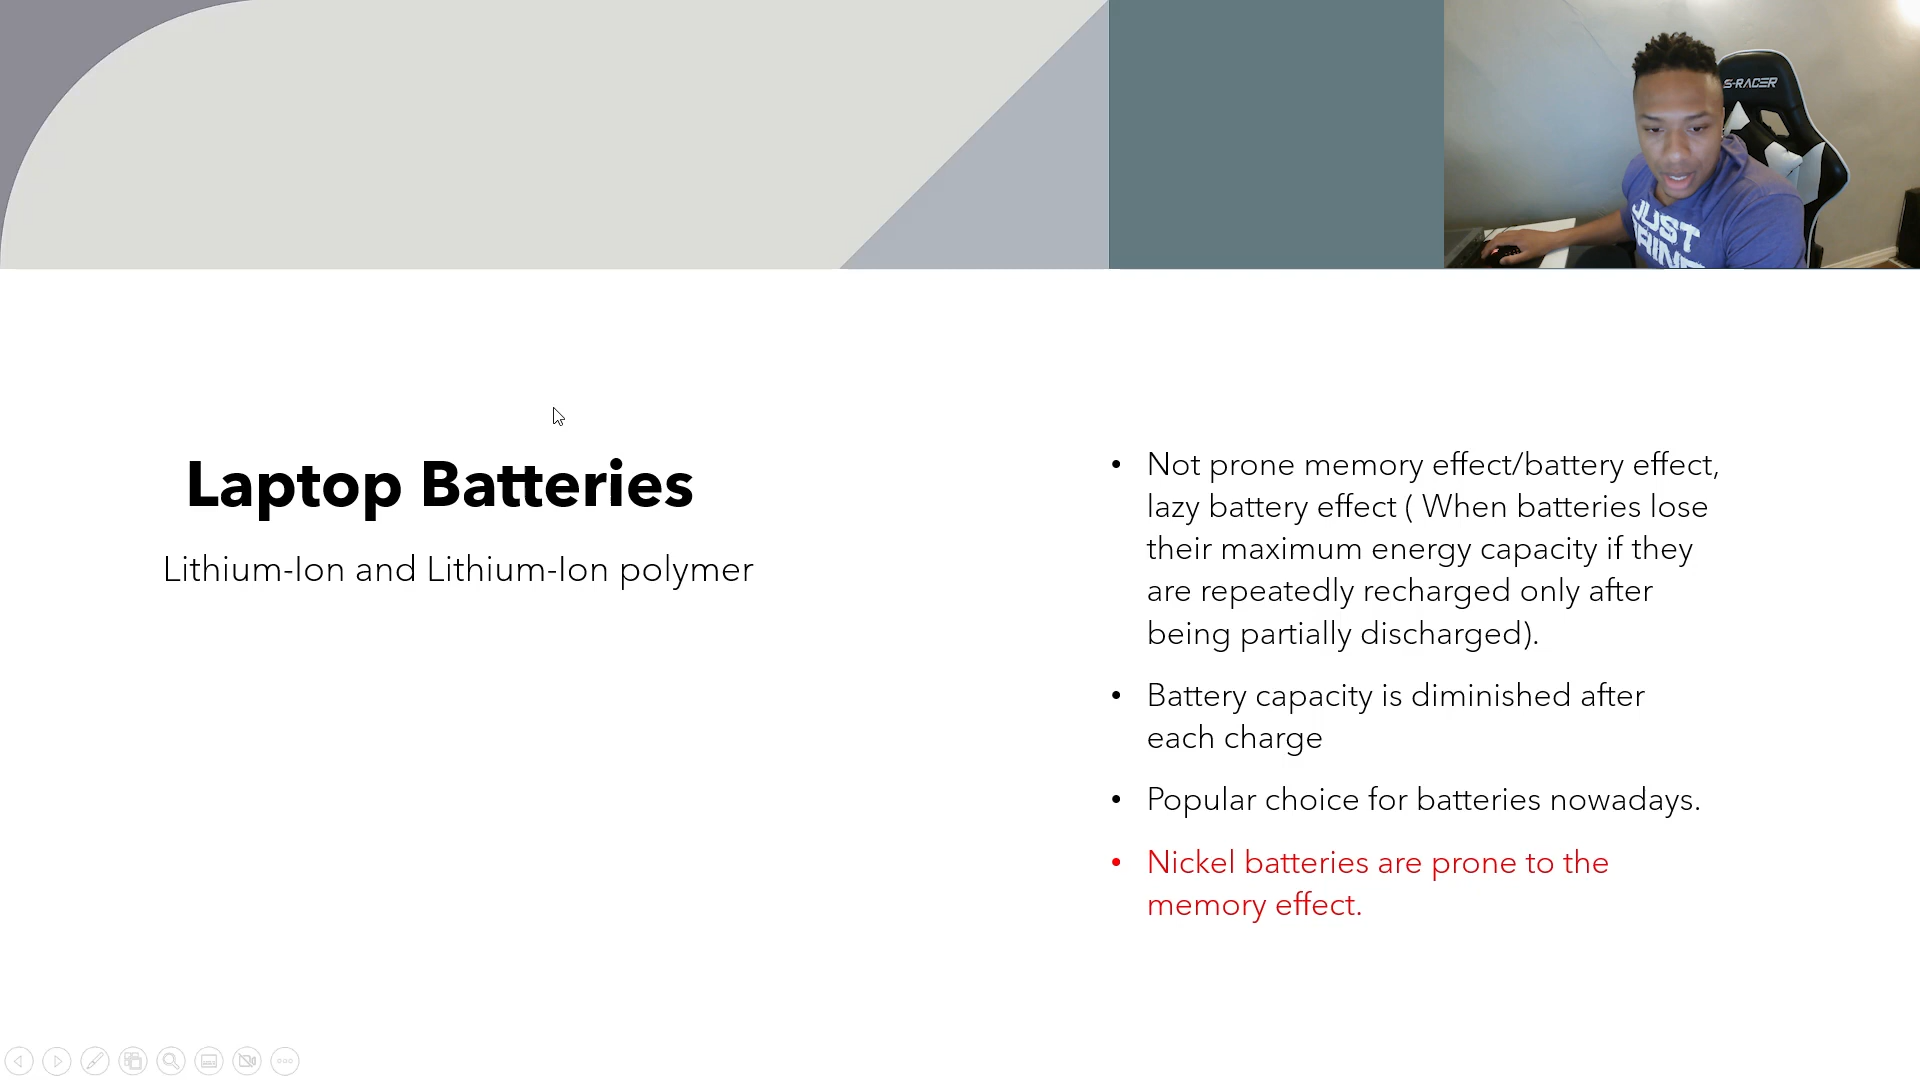 S-RACER
JUST
Laptop Batteries
Lithium-Ion and Lithium-Ion polymer
• Not prone memory effect/battery effect,
lazy battery effect ( When batteries lose
their maximum energy capacity if they
are repeatedly recharged only after
being partially discharged).
• Battery capacity is diminished after
each charge
• Popular choice for batteries nowadays.
• Nickel batteries are prone to the
memory effect.